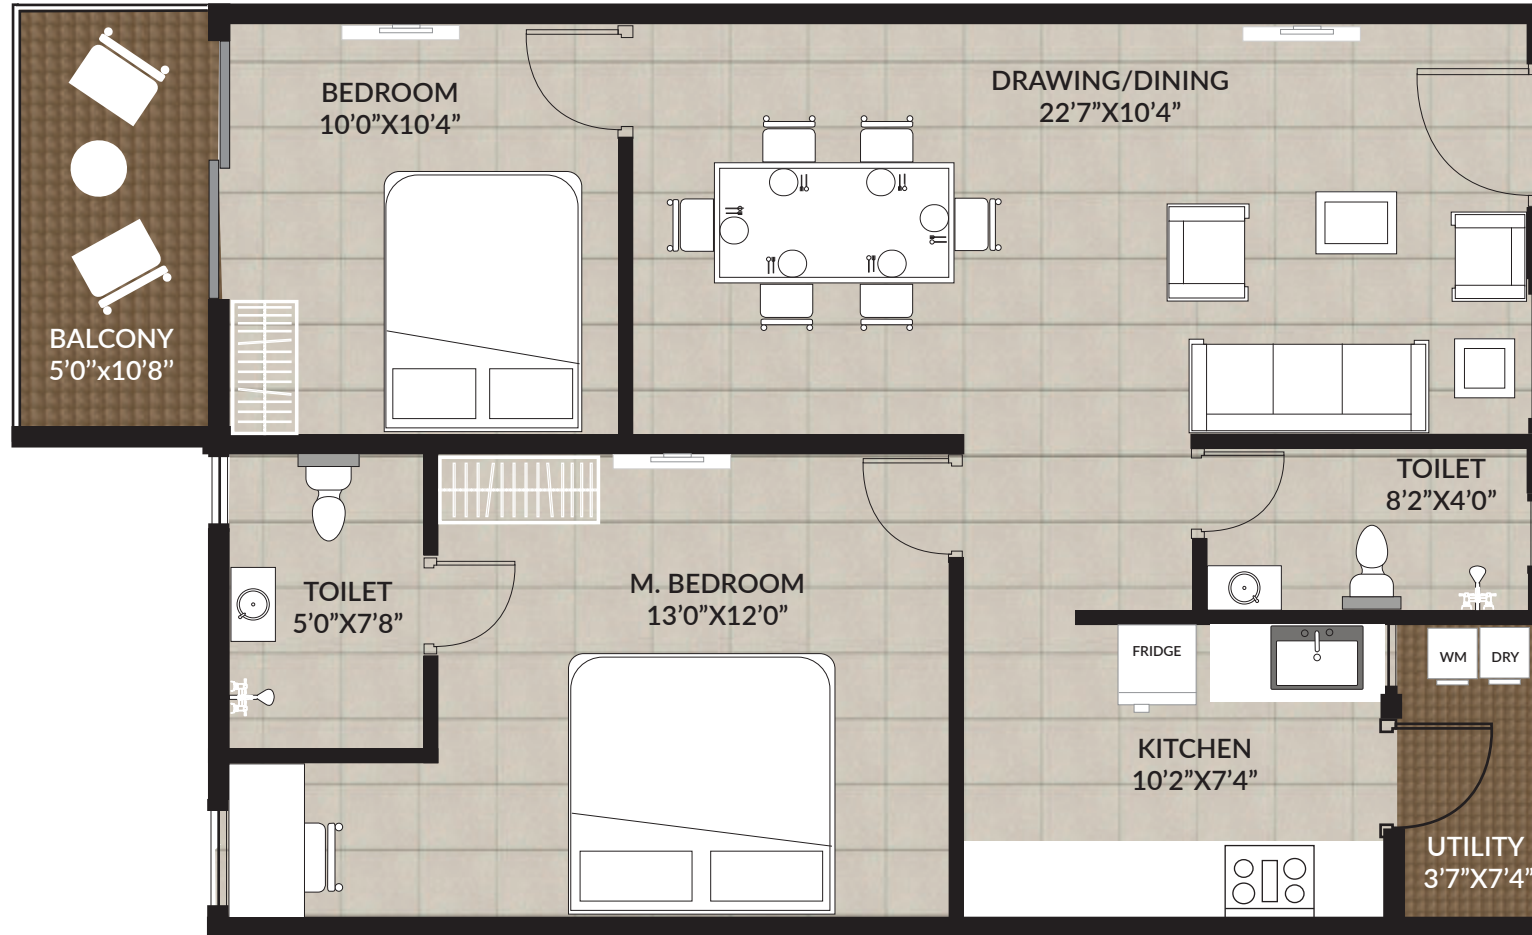 BEDROOM
10’0”X10’4”
DRAWING/DINING
22’7”X10’4”
BALCONY
5’0”x10’8”
TOILET
8’2”X4’0”
TOILET
5’0”X7’8”
M. BEDROOM
13’0”X12’0”
FRIDGE
WM
DRY
KITCHEN
10’2”X7’4”
UTILITY
3’7”X7’4”